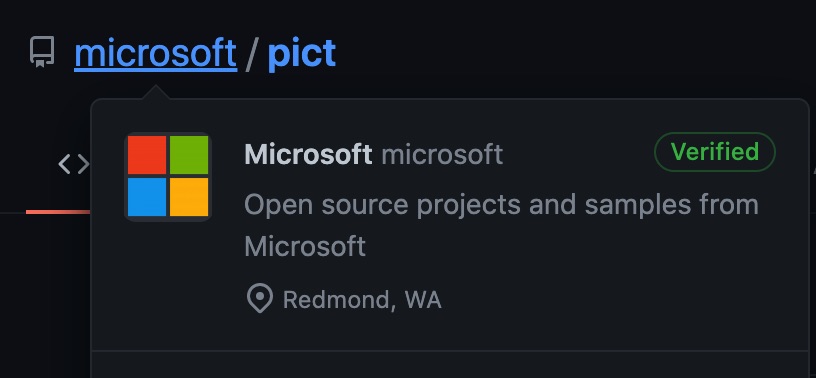 microsoft / pict
Microsoft microsoft Verified
Open source projects and samples from
Microsoft
Redmond, WA